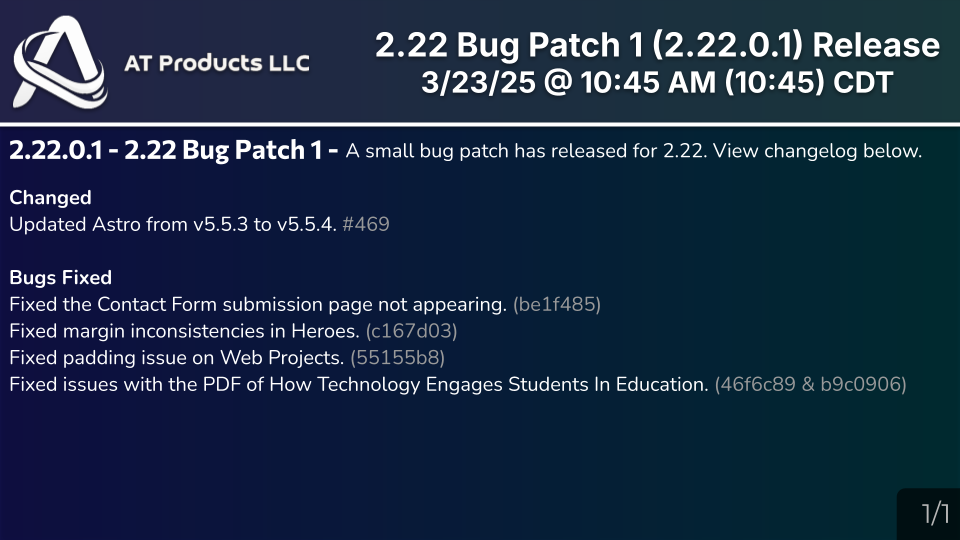 AT Products LLC
2.22 Bug Patch 1 (2.22.0.1) Release
3/23/25 @ 10:45 AM (10:45) CDT
2.22.0.1 - 2.22 Bug Patch 1 - A small bug patch has released for 2.22. View changelog below.
Changed
Updated Astro from v5.5.3 to v5.5.4. #469
Bugs Fixed
Fixed the Contact Form submission page not appearing. (be1f485)
Fixed margin inconsistencies in Heroes. (c167d03)
Fixed padding issue on Web Projects. (55155b8)
Fixed issues with the PDF of How Technology Engages Students In Education. (46f6c89 & b9c0906)
1/1